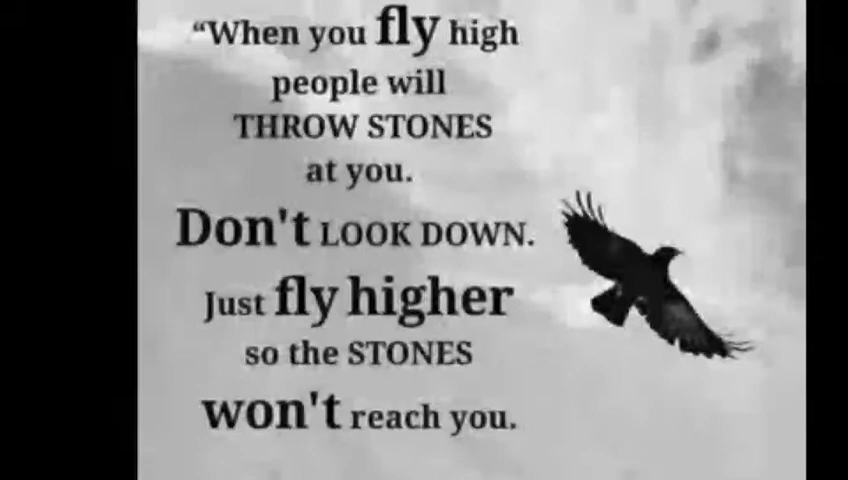 “When you fly high
people will
THROW STONES
at you.
Don't LOOK DOWN.
Just fly higher
so the STONES
won't reach you.